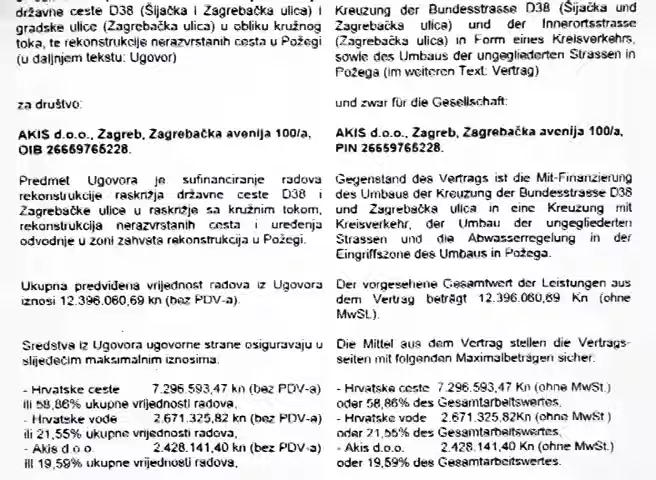 državne ceste D38 (Šijačka i Zagrebačka ulica) i
gradske ulice (Zagrebačka ulica) u obliku kružnog
toka, te rekonstrukcije nerazvrstanih cesta u Požegi
(u daljnjem tekstu: Ugovor)
za društvo:
AKIS d.o.o., Zagreb, Zagrebačka avenija 100/a,
OIB 26659765228.
Predmet Ugovora je sufinanciranje radova
rekonstrukcije raskrižja državne ceste D38 i
Zagrebačke ulice u raskrižje sa kružnim tokom,
rekonstrukcija nerazvrstanih cesta i uređenja
odvodnje u zoni zahvata rekonstrukcija u Požegi.
Ukupna predviđena vrijednost radova iz Ugovora
iznosi 12.396.060,69 kn (bez PDV-a).
Sredstva iz Ugovora ugovorne strane osiguravaju u
slijedećim maksimalnim iznosima.
- Hrvatske ceste 7.296.593,47 kn (bez PDV-a)
ili 58,86% ukupne vrijednosti radova,
- Hrvatske vode 2.671.325,82 kn (bez PDV-a)
ili 21,55% ukupne vrijednosti radova,
- Akis d.o.o. 2.428.141,40 kn (bez PDV-a)
ili 19,59% ukupne vrijednosti radova,
Kreuzung der Bundesstrasse D38 (Šijačka und
Zagrebačka ulica) und der Innerortsstrasse
(Zagrebačka ulica) in Form eines Kreisverkehrs,
sowie des Umbaus der ungegliederten Strassen in
Požega (im weiteren Text: Vertrag)
und zwar für die Gesellschaft:
AKIS d.o.o., Zagreb, Zagrebačka avenija 100/a,
PIN 26659765228.
Gegenstand des Vertrags ist die Mit-Finanzierung
des Umbaus der Kreuzung der Bundesstrasse D38
und Zagrebačka ulica in eine Kreuzung mit
Kreisverkehr, der Umbau der ungegliederten
Strassen und die Abwasserregelung in der
Eingriffszone des Umbaus in Požega.
Der vorgesehene Gesamtwert der Leistungen aus
dem Vertrag beträgt 12.396.060,69 Kn (ohne
MwSt.).
Die Mittel aus dem Vertrag stellen die Vertrags-
seiten mit folgenden Maximalbeträgen sicher:
- Hrvatske ceste 7.296.593,47 Kn (ohne MwSt.)
oder 58,86% des Gesamtarbeitswertes.
- Hrvatske vode 2.671.325,82Kn (ohne MwSt.)
oder 21,55% des Gesamtarbeitswertes.
- Akis d.o.o. 2.428.141,40 Kn (ohne MwSt.)
oder 19,59% des Gesamtarbeitswertes.